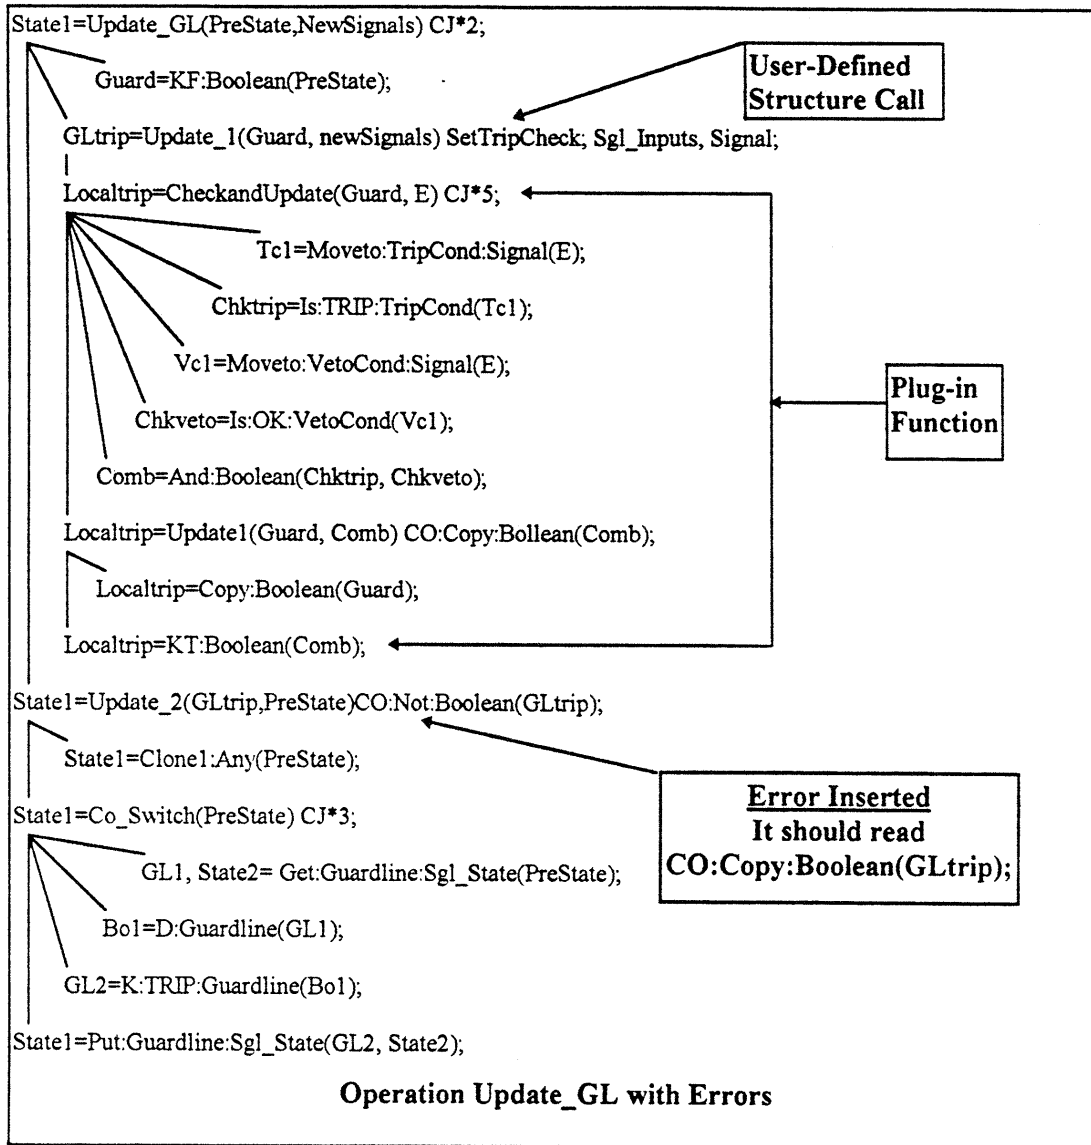 State1=Update_GL(PreState,NewSignals) CJ*2;
Guard=KF:Boolean(PreState);
User-Defined
Structure Call
GLtrip=Update_1(Guard, newSignals) SetTripCheck; Sgl_Inputs, Signal;
Localtrip=CheckandUpdate(Guard, E) CJ*5;
Tc1=Moveto:TripCond:Signal(E);
Chktrip=Is:TRIP:TripCond(Tc1);
Vc1=Moveto:VetoCond:Signal(E);
Plug-in
Function
Chkveto=Is:OK:VetoCond(Vc1);
Comb=And:Boolean(Chktrip, Chkveto);
Localtrip=Update1(Guard, Comb) CO:Copy:Bollean(Comb);
Localtrip=Copy:Boolean(Guard);
Localtrip=KT:Boolean(Comb);
State1=Update_2(GLtrip,PreState)CO:Not:Boolean(GLtrip);
State1=Clone1:Any(PreState);
Error Inserted
It should read
CO:Copy:Boolean(GLtrip);
State1=Co_Switch(PreState) CJ*3;
GL1, State2= Get:Guardline:Sgl_State(PreState);
Bo1=D:Guardline(GL1);
GL2=K:TRIP:Guardline(Bo1);
State1=Put:Guardline:Sgl_State(GL2, State2);
Operation Update_GL with Errors